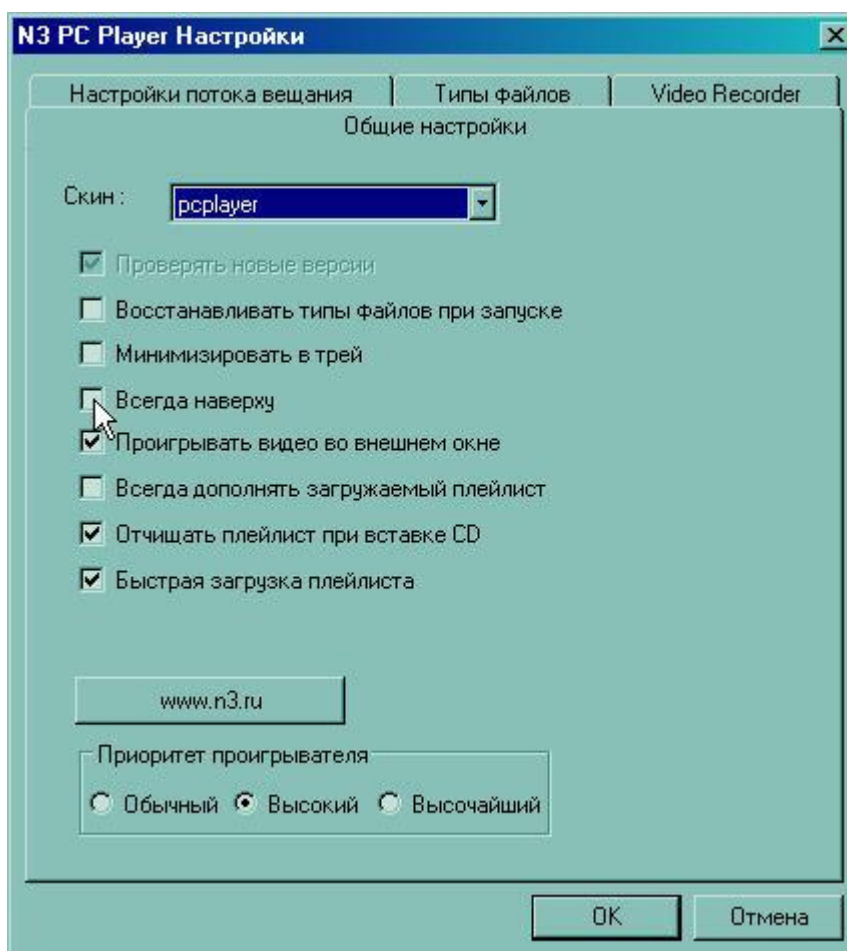 N3 PC Player Настройки
Настройки потока вещания Типы файлов Video Recorder
Общие настройки
Скин : pcplayer
Проверять новые версии
Восстанавливать типы файлов при запуске
Минимизировать в трей
Всегда наверху
Проигрывать видео во внешнем окне
Всегда дополнять загружаемый плейлист
Отчищать плейлист при вставке CD
Быстрая загрузка плейлиста
www.n3.ru
Приоритет проигрывателя
Обычный Высокий Высочайший
OK Отмена